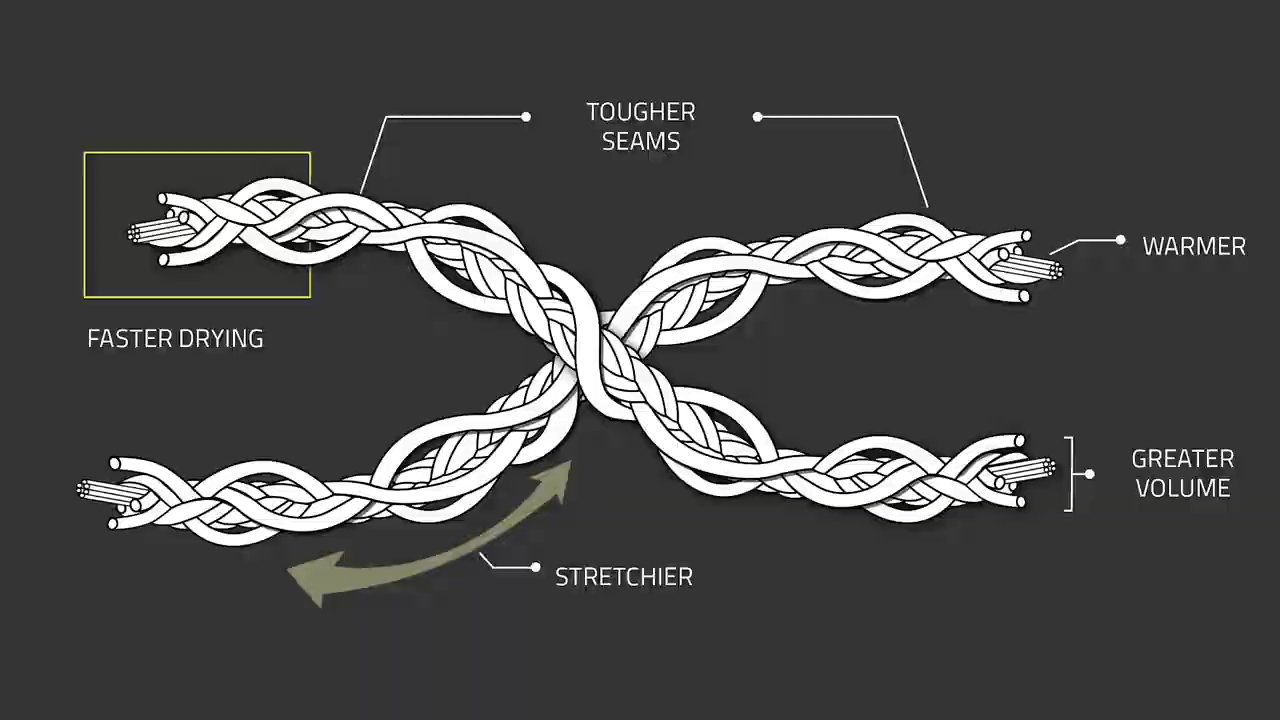 TOUGHER
SEAMS
WARMER
FASTER DRYING
GREATER
VOLUME
STRETCHIER